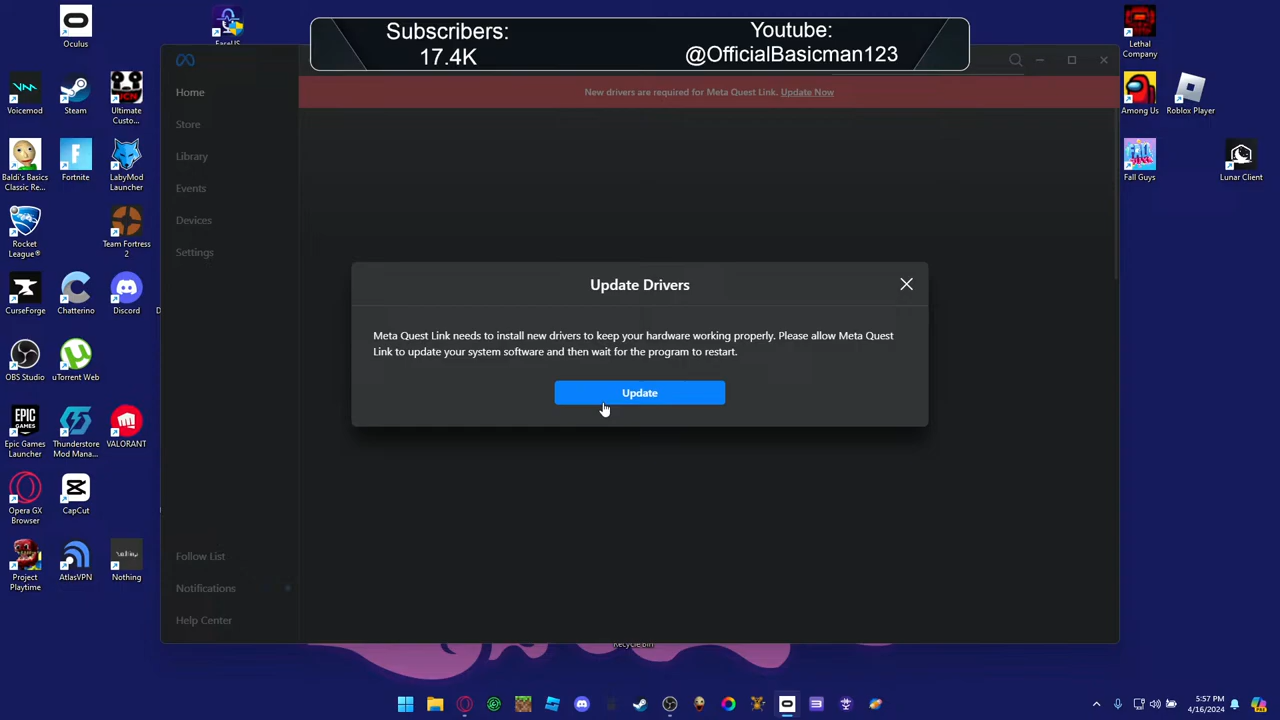 Subscribers:
17.4K
Youtube:
@OfficialBasicman123
New drivers are required for Meta Quest Link. Update Now
Home
Store
Library
Events
Devices
Settings
Follow List
Notifications
Help Center
Update Drivers
Meta Quest Link needs to install new drivers to keep your hardware working properly. Please allow Meta Quest
Link to update your system software and then wait for the program to restart.
Update
Oculus
EaseUS
Voicemod
Steam
Ultimate
Custo...
Baldi's Basics
Classic Re...
Fortnite
LabyMod
Launcher
Rocket
League®
Team Fortress
2
CurseForge
Chatterino
Discord
D
OBS Studio
uTorrent Web
Epic Games
Launcher
Thunderstore
Mod Mana...
VALORANT
Opera GX
Browser
CapCut
Project
Playtime
AtlasVPN
Nothing
Lethal
Company
Among Us
Roblox Player
Fall Guys
Lunar Client
Recycle Bin
5:57 PM
4/16/2024